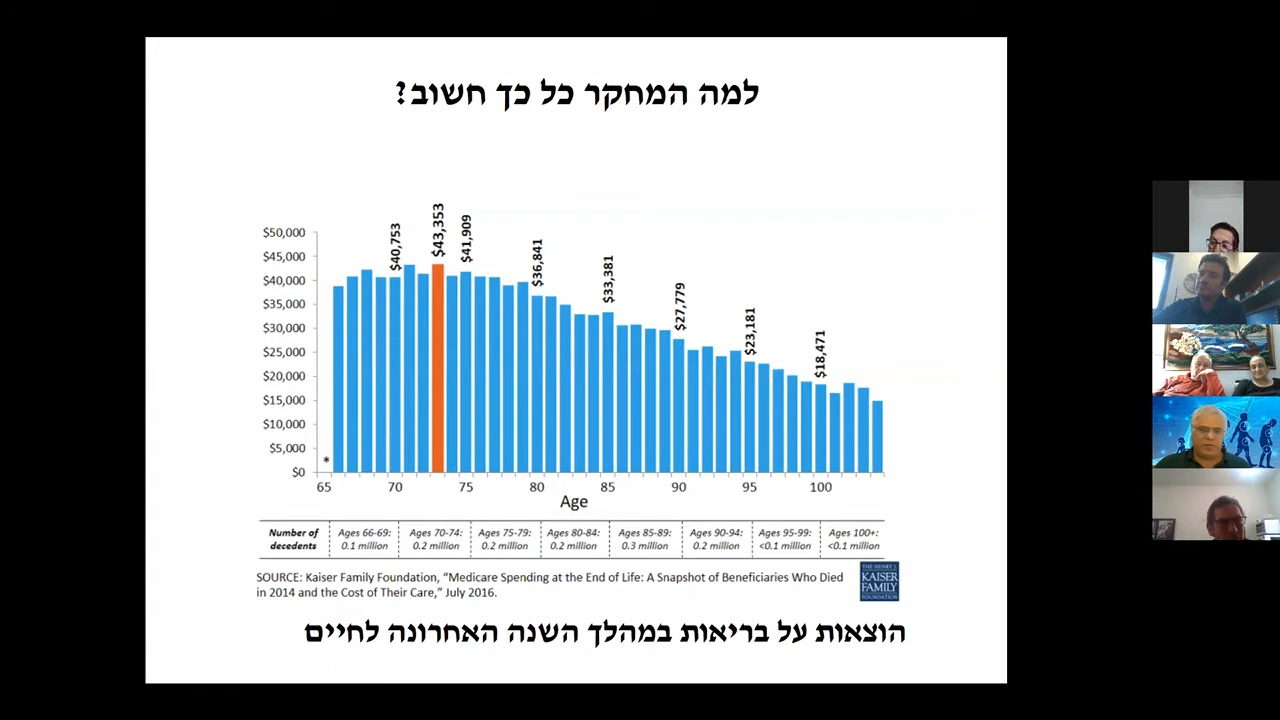 למה המחקר כל כך חשוב?
$50,000
$45,000
$40,000
$35,000
$30,000
$25,000
$20,000
$15,000
$10,000
$5,000
$0
*
$40,753
$43,353
$41,909
$36,841
$33,381
$27,779
$23,181
$18,471
65 70 75 80 85 90 95 100
Age
Number of decedents
Ages 66-69: 0.1 million
Ages 70-74: 0.2 million
Ages 75-79: 0.2 million
Ages 80-84: 0.2 million
Ages 85-89: 0.3 million
Ages 90-94: 0.2 million
Ages 95-99: <0.1 million
Ages 100+: <0.1 million
SOURCE: Kaiser Family Foundation, “Medicare Spending at the End of Life: A Snapshot of Beneficiaries Who Died
in 2014 and the Cost of Their Care,” July 2016.
THE HENRY J.
KAISER
FAMILY
FOUNDATION
הוצאות על בריאות במהלך השנה האחרונה לחיים